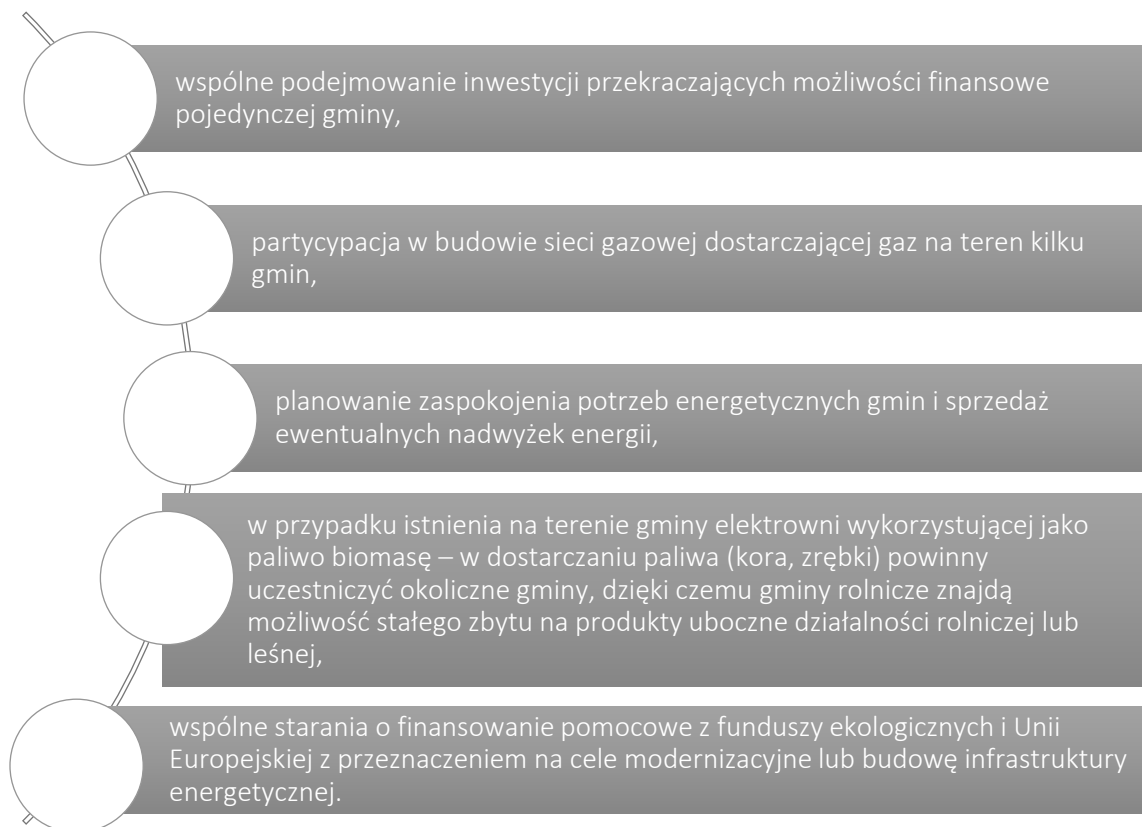 wspólne podejmowanie inwestycji przekraczających możliwości finansowe
pojedynczej gminy,
partycypacja w budowie sieci gazowej dostarczającej gaz na teren kilku
gmin,
planowanie zaspokojenia potrzeb energetycznych gmin i sprzedaż
ewentualnych nadwyżek energii,
w przypadku istnienia na terenie gminy elektrowni wykorzystującej jako
paliwo biomasę – w dostarczaniu paliwa (kora, zrębki) powinny
uczestniczyć okoliczne gminy, dzięki czemu gminy rolnicze znajdą
możliwość stałego zbytu na produkty uboczne działalności rolniczej lub
leśnej,
wspólne starania o finansowanie pomocowe z funduszy ekologicznych i Unii
Europejskiej z przeznaczeniem na cele modernizacyjne lub budowę infrastruktury
energetycznej.